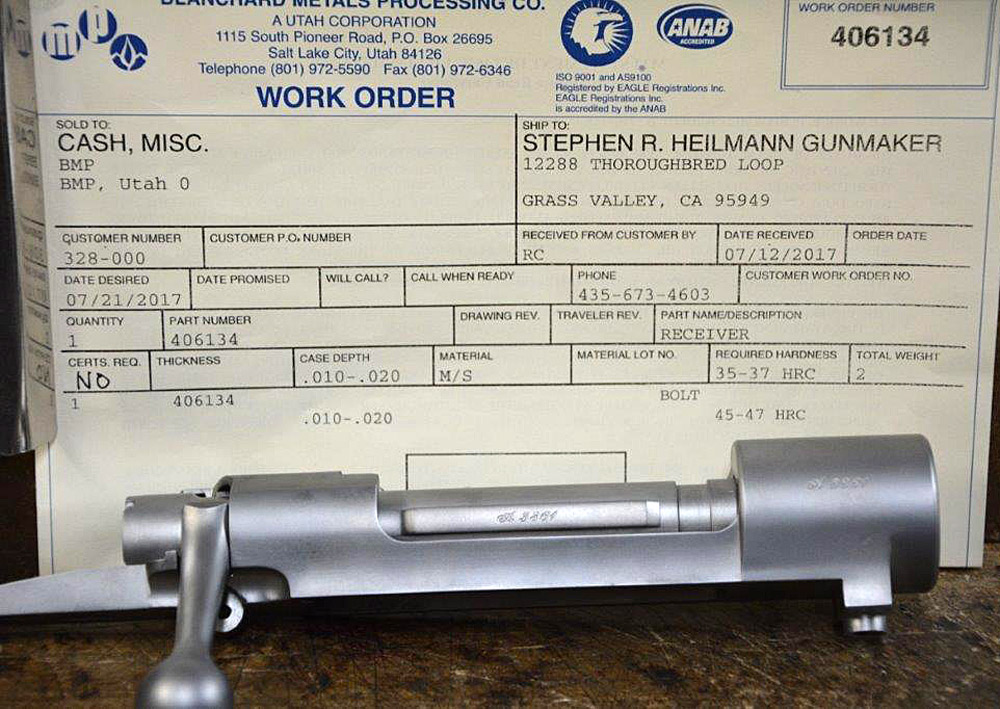 BLANCHARD METALS PROCESSING CO.
A UTAH CORPORATION
1115 South Pioneer Road, P.O. Box 26695
Salt Lake City, Utah 84126
Telephone (801) 972-5590 Fax (801) 972-6346
WORK ORDER
m p
ANAB
ACCREDITED
ISO 9001 and AS9100
Registered by EAGLE Registrations Inc.
EAGLE Registrations Inc.
is accredited by the ANAB
WORK ORDER NUMBER
406134
SOLD TO:
CASH, MISC.
BMP
BMP, Utah 0
SHIP TO:
STEPHEN R. HEILMANN GUNMAKER
12288 THOROUGHBRED LOOP
GRASS VALLEY, CA 95949
CUSTOMER NUMBER
328-000
CUSTOMER P.O. NUMBER
RECEIVED FROM CUSTOMER BY
RC
DATE RECEIVED
07/12/2017
ORDER DATE
DATE DESIRED
07/21/2017
DATE PROMISED
WILL CALL?
CALL WHEN READY
PHONE
435-673-4603
CUSTOMER WORK ORDER NO.
QUANTITY
1
PART NUMBER
406134
DRAWING REV.
TRAVELER REV.
PART NAME/DESCRIPTION
RECEIVER
CERTS. REQ.
NO
THICKNESS
CASE DEPTH
.010-.020
MATERIAL
M/S
MATERIAL LOT NO.
REQUIRED HARDNESS
35-37 HRC
TOTAL WEIGHT
2
1 406134 BOLT
.010-.020 45-47 HRC